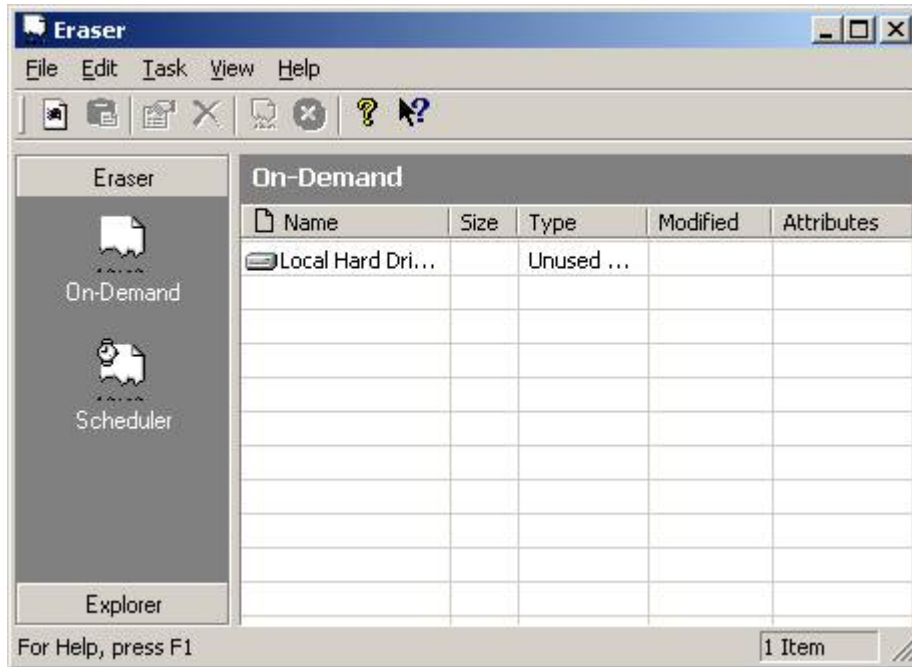 Eraser
File Edit Task View Help
Eraser
On-Demand
Scheduler
Explorer
On-Demand
Name Size Type Modified Attributes
Local Hard Dri... Unused ...
For Help, press F1
1 Item